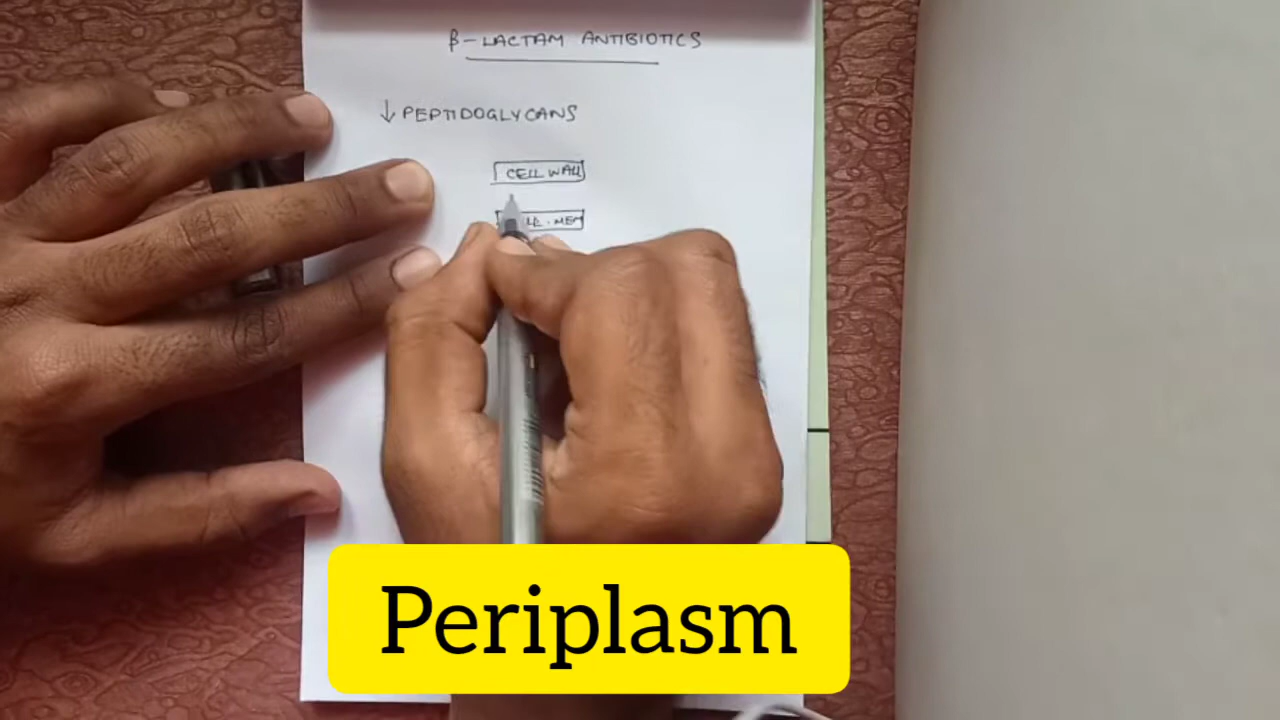 β-LACTAM ANTIBIOTICS
↓ PEPTIDOGLYCANS
CELL WALL
Periplasm